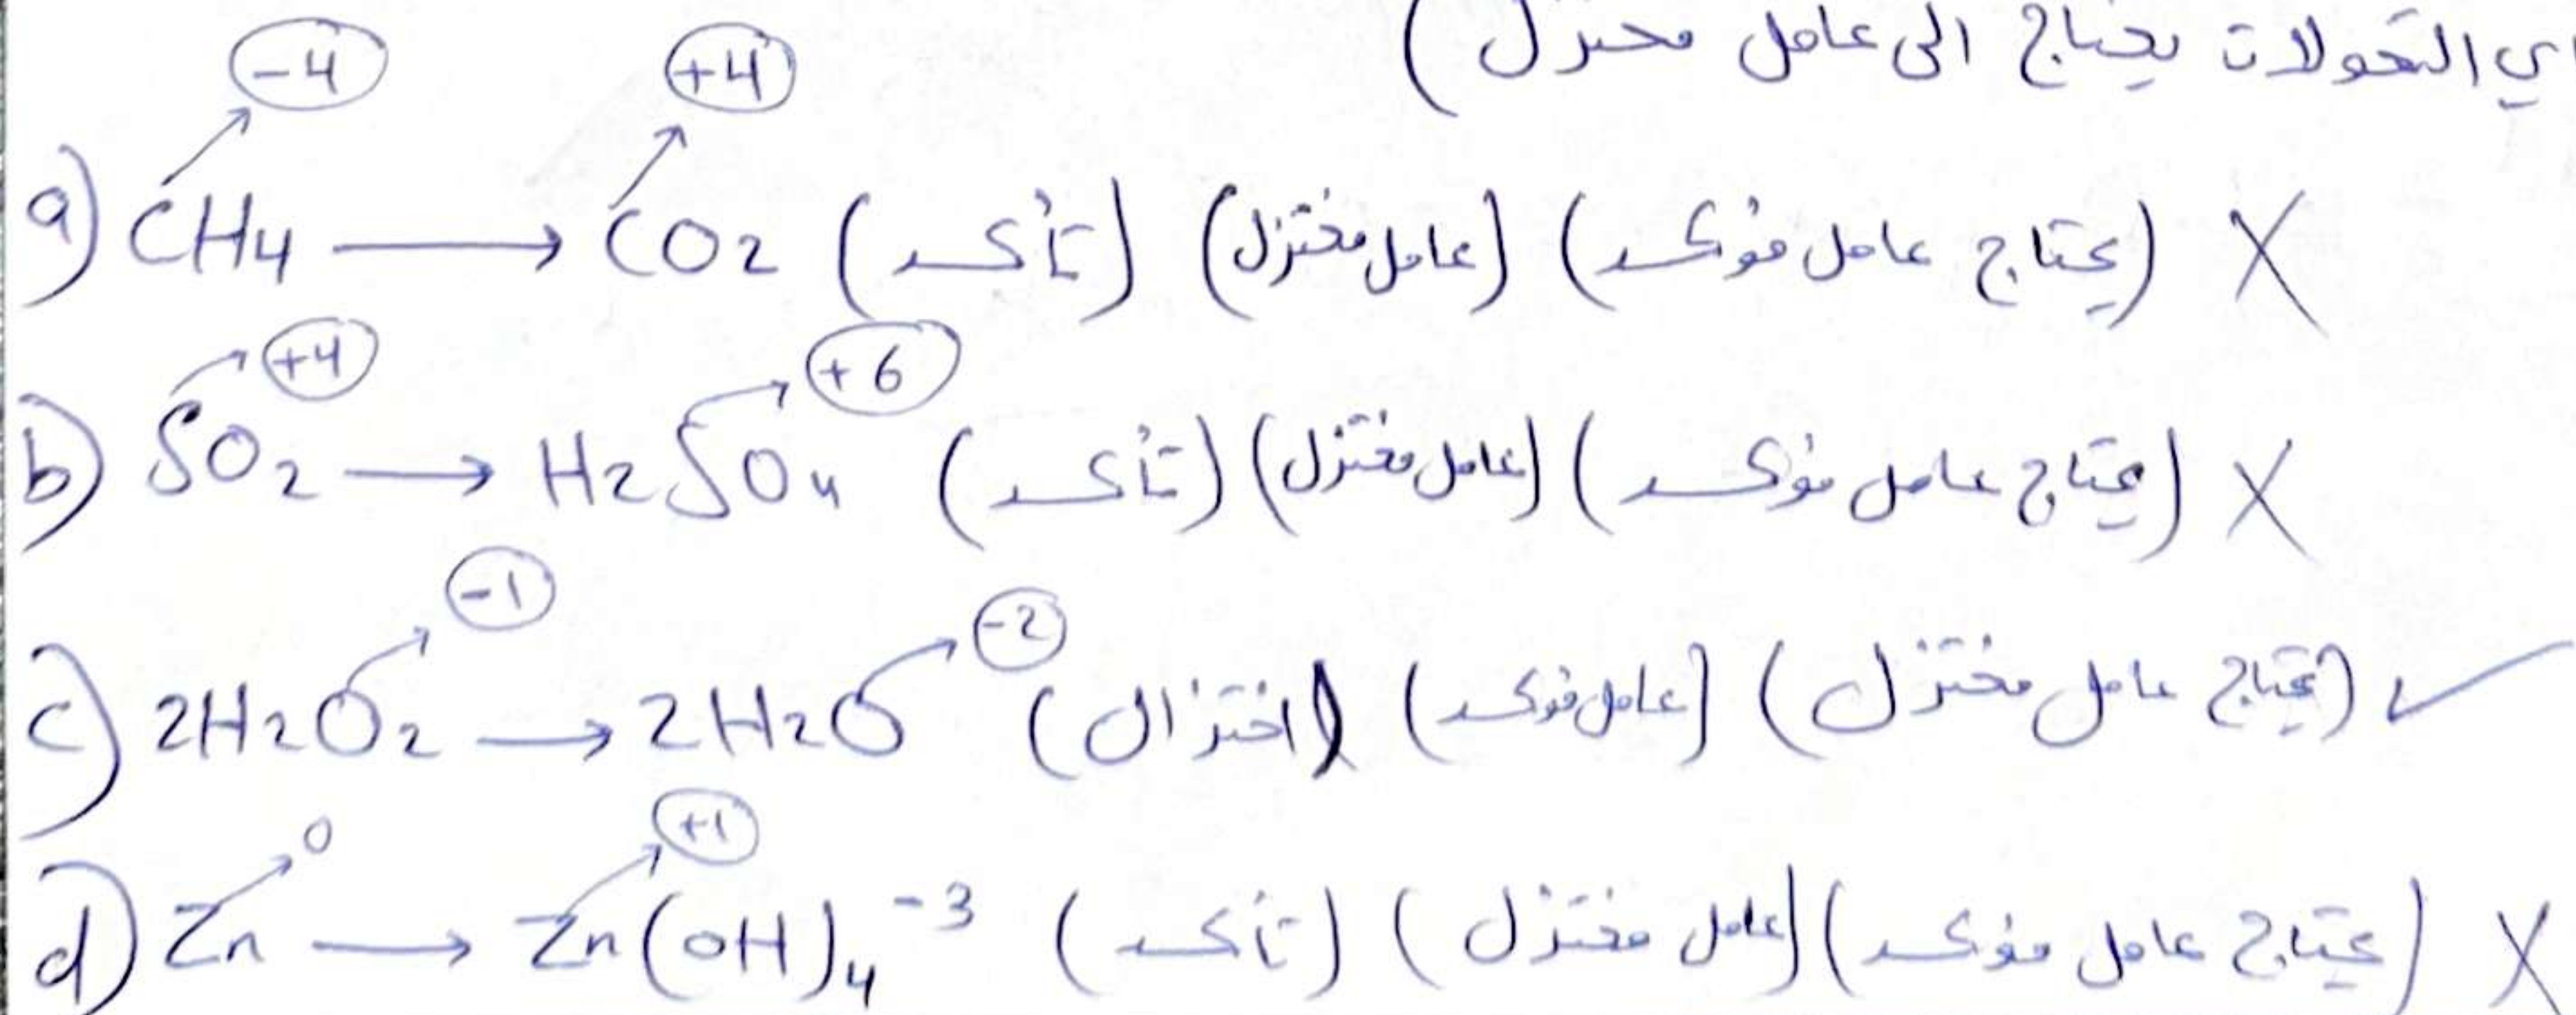 اي التحولات يحتاج الى عامل مختزل )
-4 +4
a) CH4 → CO2 (تأكسد) (عامل مختزل) (يحتاج عامل مؤكسد) X
+4 +6
b) SO2 → H2SO4 (تأكسد) (عامل مختزل) (يحتاج عامل مؤكسد) X
-1 -2
c) 2H2O2 → 2H2O (اختزال) (عامل مؤكسد) (يحتاج عامل مختزل) ✓
0 +1
d) Zn → Zn(OH)4 -3 (تأكسد) (عامل مختزل) (يحتاج عامل مؤكسد) X